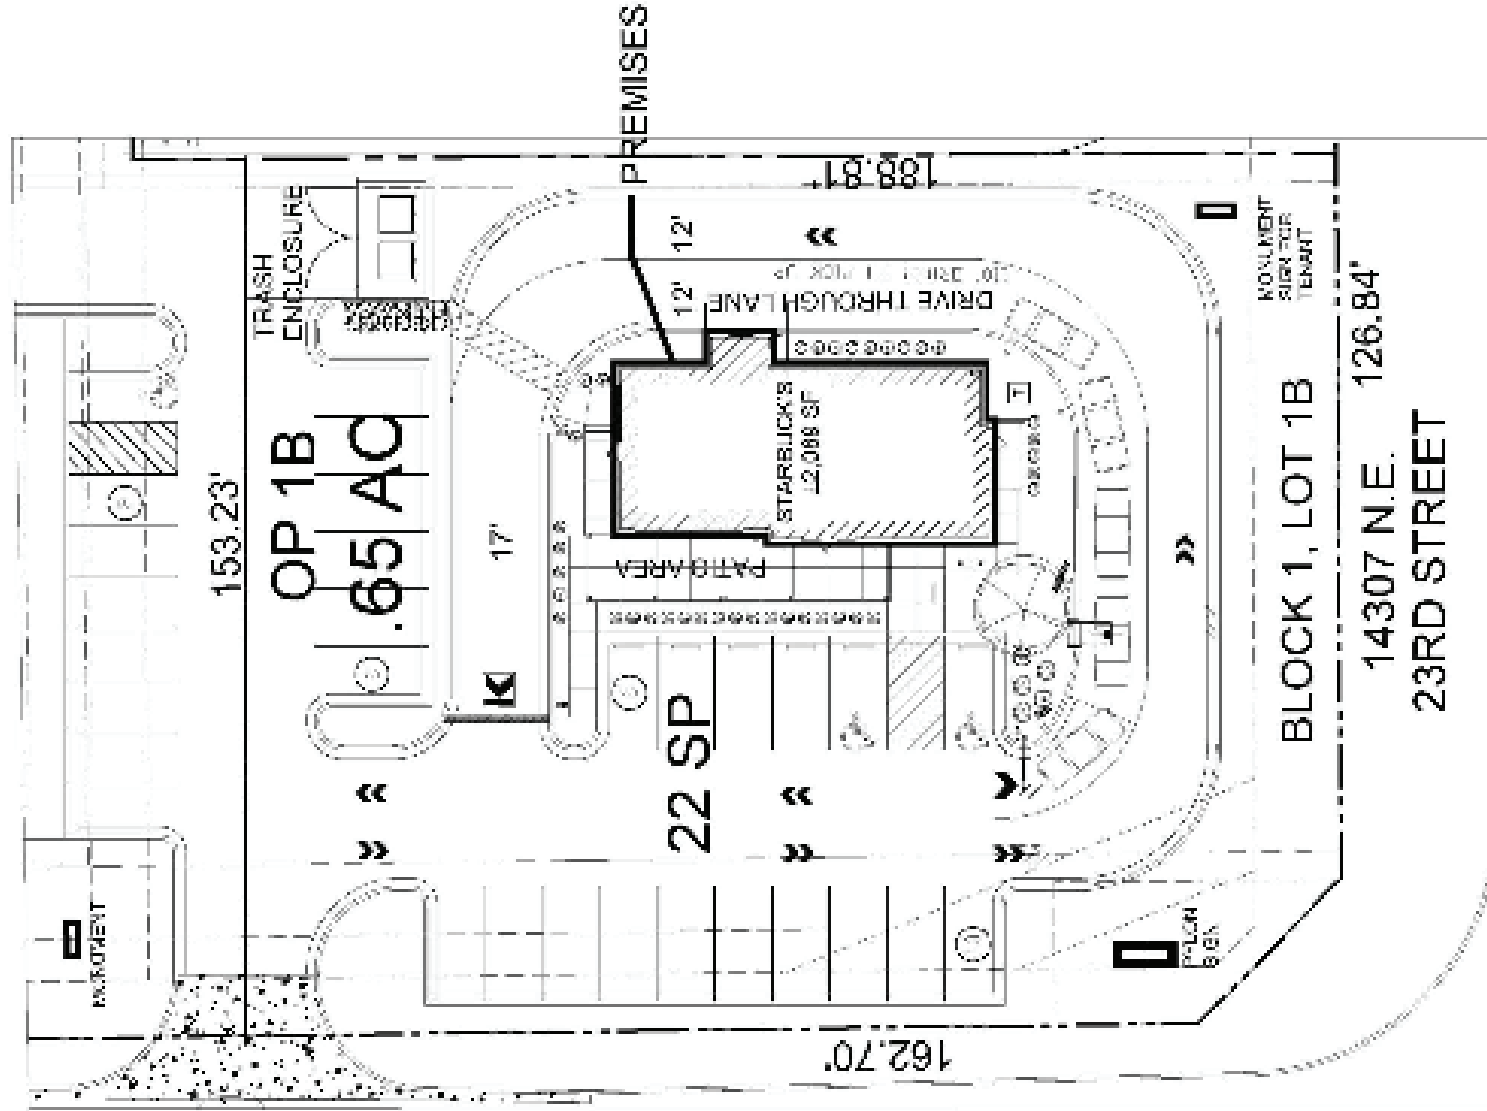 PREMISES
188.81'
TRASH
ENCLOSURE
12'
12'
DRIVE THROUGH LANE
MONUMENT
SIGN FOR
TENANT
153.23'
OP 1B
.65 AC
17'
STARBUCK'S
±2,089 SF
T
PATIO AREA
22 SP
BLOCK 1, LOT 1B
126.84'
14307 N.E.
23RD STREET
MONUMENT
PYLON
SIGN
162.70'